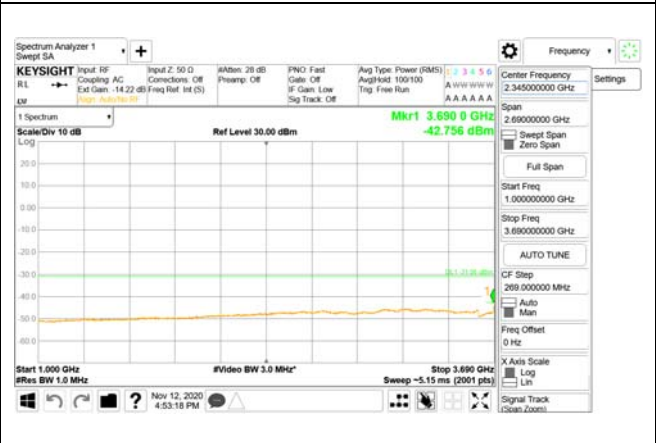 Spectrum Analyzer 1
Swept SA
Frequency
KEYSIGHT
RL
Input: RF
Coupling: AC
Ext Gain: -14.22 dB
Align: Auto/No RF
Input Z: 50 Ω
Corrections: Off
Freq Ref: Int (S)
#Atten: 28 dB
Preamp: Off
PNO: Fast
Gate: Off
IF Gain: Low
Sig Track: Off
Avg Type: Power (RMS)
Avg|Hold: 100/100
Trig: Free Run
1 2 3 4 5 6
A W W W W W
A A A A A A
Center Frequency
2.345000000 GHz
Settings
Span
2.69000000 GHz
Swept Span
Zero Span
Full Span
Start Freq
1.000000000 GHz
Stop Freq
3.690000000 GHz
AUTO TUNE
CF Step
269.000000 MHz
Auto
Man
Freq Offset
0 Hz
X Axis Scale
Log
Lin
Signal Track
(Span Zoom)
1 Spectrum
Scale/Div 10 dB
Log
Ref Level 30.00 dBm
Mkr1 3.690 0 GHz
-42.756 dBm
20.0
10.0
0.00
-10.0
-20.0
-30.0
-40.0
-50.0
-60.0
1
Start 1.000 GHz
#Res BW 1.0 MHz
#Video BW 3.0 MHz*
Stop 3.690 GHz
Sweep ~5.15 ms (2001 pts)
?
Nov 12, 2020
4:53:18 PM